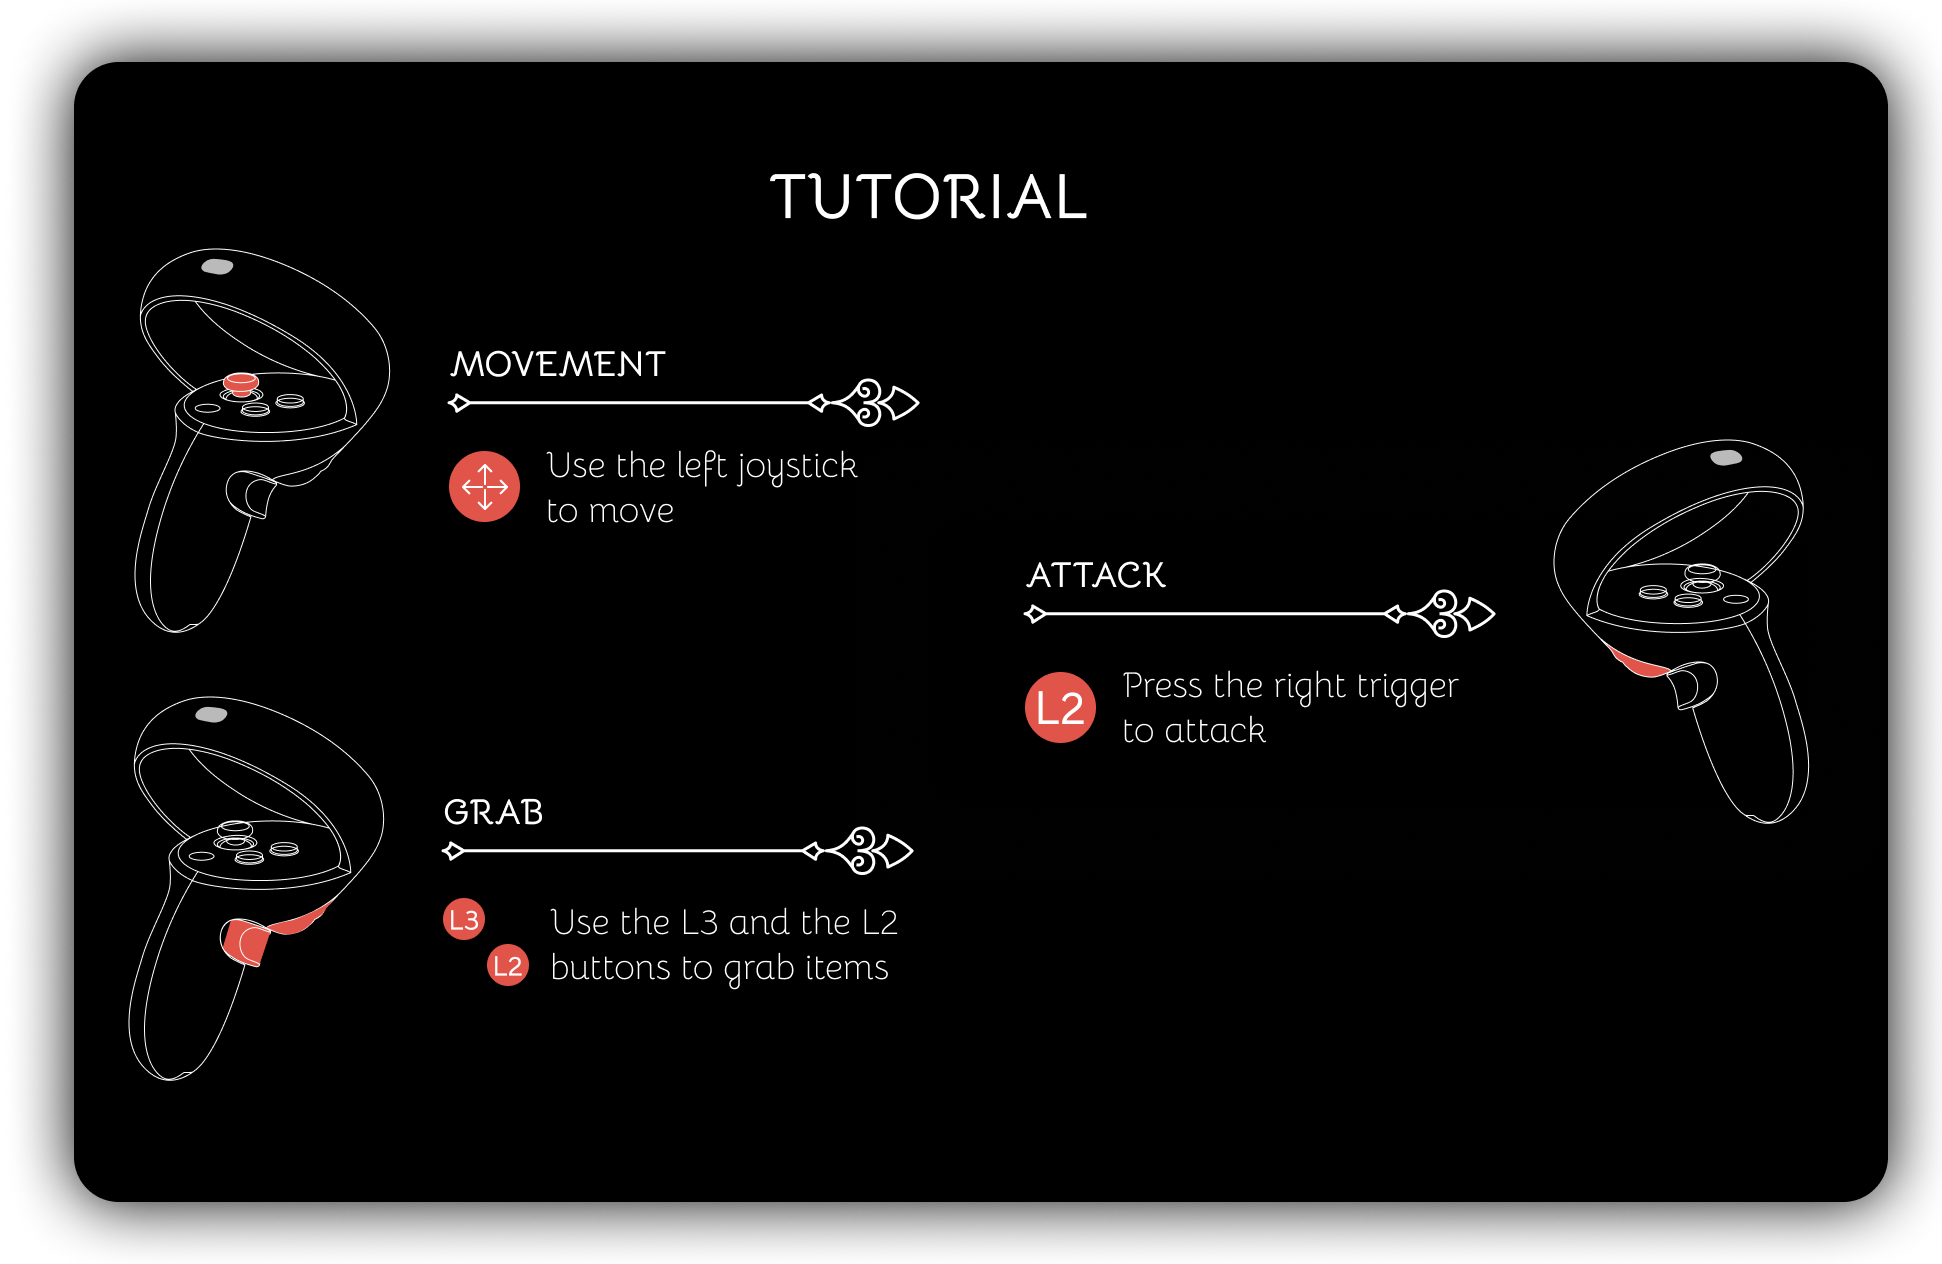 TUTORIAL
MOVEMENT
Use the left joystick
to move
ATTACK
L2
Press the right trigger
to attack
GRAB
L3
L2
Use the L3 and the L2
buttons to grab items